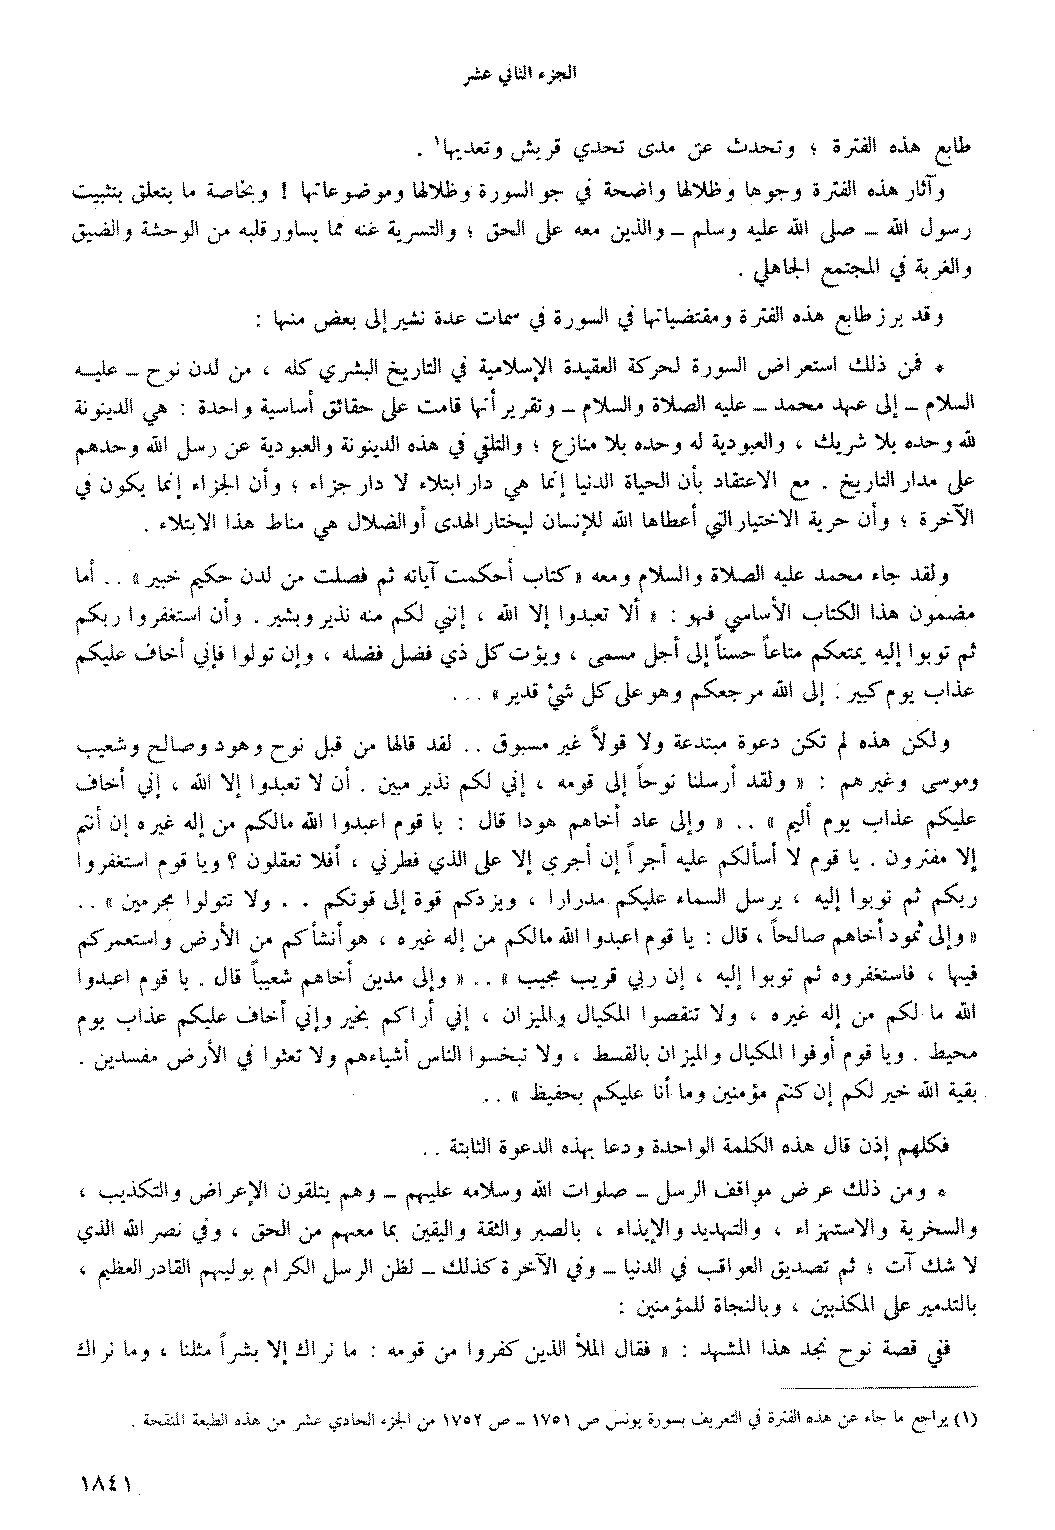 الجزء الثاني عشر
طابع هذه الفترة ؛ وتحدث عن مدى تحدي قريش وتعديها١ .
وآثار هذه الفترة وجوها وظلالها واضحة في جو السورة وظلالها وموضوعاتها ! وبخاصة ما يتعلق بتثبيت
رسول الله ــ صلى الله عليه وسلم ــ والذين معه على الحق ؛ والتسرية عنه مما يساور قلبه من الوحشة والضيق
والغربة في المجتمع الجاهلي .
وقد برز طابع هذه الفترة ومقتضياتها في السورة في سمات عدة نشير إلى بعض منها :
* فمن ذلك استعراض السورة لحركة العقيدة الإسلامية في التاريخ البشري كله ، من لدن نوح ــ عليــه
السلام ــ إلى عهد محمد ــ عليه الصلاة والسلام ــ وتقرير أنها قامت على حقائق أساسية واحدة : هي الدينونة
لله وحده بلا شريك ، والعبودية له وحده بلا منازع ؛ والتلقي في هذه الدينونة والعبودية عن رسل الله وحدهم
على مدار التاريخ . مع الاعتقاد بأن الحياة الدنيا إنما هي دار ابتلاء لا دار جزاء ؛ وأن الجزاء إنما يكون في
الآخرة ؛ وأن حرية الاختيار التي أعطاها الله للإنسان ليختار الهدى أو الضلال هي مناط هذا الابتلاء .
ولقد جاء محمد عليه الصلاة والسلام ومعه « كتاب أحكمت آياته ثم فصلت من لدن حكيم خبير » .. أما
مضمون هذا الكتاب الأساسي فهو : « ألا تعبدوا إلا الله ، إنني لكم منه نذير وبشير . وأن استغفروا ربكم
ثم توبوا إليه يمتعكم متاعاً حسناً إلى أجل مسمى ، ويؤت كل ذي فضل فضله ، وإن تولوا فإني أخاف عليكم
عذاب يوم كبير : إلى الله مرجعكم وهو على كل شيء قدير » ...
ولكن هذه لم تكن دعوة مبتدعة ولا قولاً غير مسبوق .. لقد قالها من قبل نوح وهود وصالح وشعيب
وموسى وغيرهم : « ولقد أرسلنا نوحاً إلى قومه ، إني لكم نذير مبين . أن لا تعبدوا إلا الله ، إني أخاف
عليكم عذاب يوم أليم » .. « وإلى عاد أخاهم هودا قال : يا قوم اعبدوا الله مالكم من إله غيره إن أنتم
إلا مفترون . يا قوم لا أسألكم عليه أجراً إن أجري إلا على الذي فطرني ، أفلا تعقلون ؟ ويا قوم استغفروا
ربكم ثم توبوا إليه ، يرسل السماء عليكم مدرارا ، ويزدكم قوة إلى قوتكم . . ولا تتولوا مجرمين » ..
« وإلى ثمود أخاهم صالحاً ، قال : يا قوم اعبدوا الله مالكم من إله غيره ، هو أنشأكم من الأرض واستعمركم
فيها ، فاستغفروه ثم توبوا إليه ، إن ربي قريب مجيب » .. « وإلى مدين أخاهم شعيباً قال . يا قوم اعبدوا
الله ما لكم من إله غيره ، ولا تنقصوا المكيال والميزان ، إني أراكم بخير وإني أخاف عليكم عذاب يوم
محيط . ويا قوم أوفوا المكيال والميزان بالقسط ، ولا تبخسوا الناس أشياءهم ولا تعثوا في الأرض مفسدين .
بقية الله خير لكم إن كنتم مؤمنين وما أنا عليكم بحفيظ » ..
فكلهم إذن قال هذه الكلمة الواحدة ودعا بهذه الدعوة الثابتة ..
* ومن ذلك عرض مواقف الرسل ــ صلوات الله وسلامه عليهم ــ وهم يتلقون الإعراض والتكذيب ،
والسخرية والاستهزاء ، والتهديد والإيذاء ، بالصبر والثقة واليقين بما معهم من الحق ، وفي نصر الله الذي
لا شك آت ؛ ثم تصديق العواقب في الدنيا ــ وفي الآخرة كذلك ــ لظن الرسل الكرام بوليهم القادر العظيم ،
بالتدمير على المكذبين ، وبالنجاة للمؤمنين :
ففي قصة نوح نجد هذا المشهد : « فقال الملأ الذين كفروا من قومه : ما نراك إلا بشراً مثلنا ، وما نراك
(١) يراجع ما جاء عن هذه الفترة في التعريف بسورة يونس ص ١٧٥١ ــ ص ١٧٥٢ من الجزء الحادي عشر من هذه الطبعة المنقحة .
١٨٤١